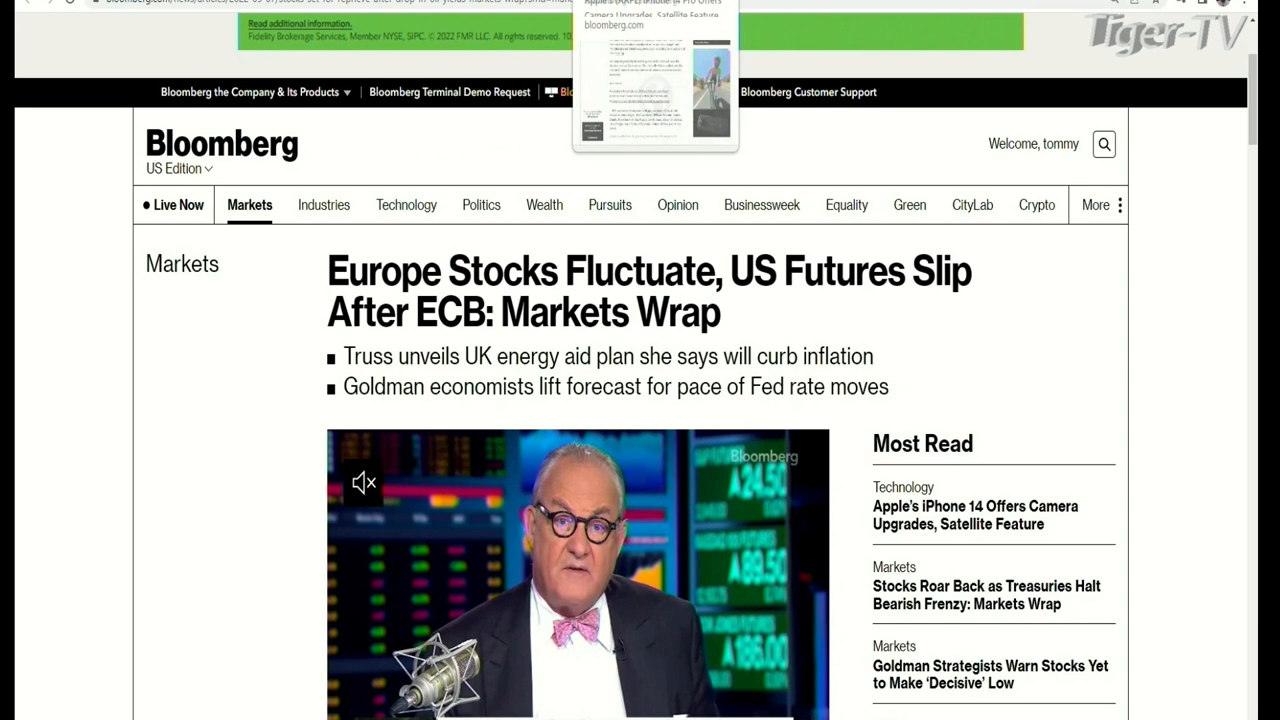 Read additional information.
Fidelity Brokerage Services, Member NYSE, SIPC. © 2022 FMR LLC. All rights reserved.
Camera Upgrades, Satellite Feature
bloomberg.com
Tiger-TV
Bloomberg the Company & Its Products
Bloomberg Terminal Demo Request
Bloomberg Customer Support
Bloomberg
US Edition
Welcome, tommy
Live Now
Markets
Industries
Technology
Politics
Wealth
Pursuits
Opinion
Businessweek
Equality
Green
CityLab
Crypto
More
Markets
Europe Stocks Fluctuate, US Futures Slip
After ECB: Markets Wrap
Truss unveils UK energy aid plan she says will curb inflation
Goldman economists lift forecast for pace of Fed rate moves
Bloomberg
Most Read
Technology
Apple's iPhone 14 Offers Camera
Upgrades, Satellite Feature
Markets
Stocks Roar Back as Treasuries Halt
Bearish Frenzy: Markets Wrap
Markets
Goldman Strategists Warn Stocks Yet
to Make ‘Decisive’ Low